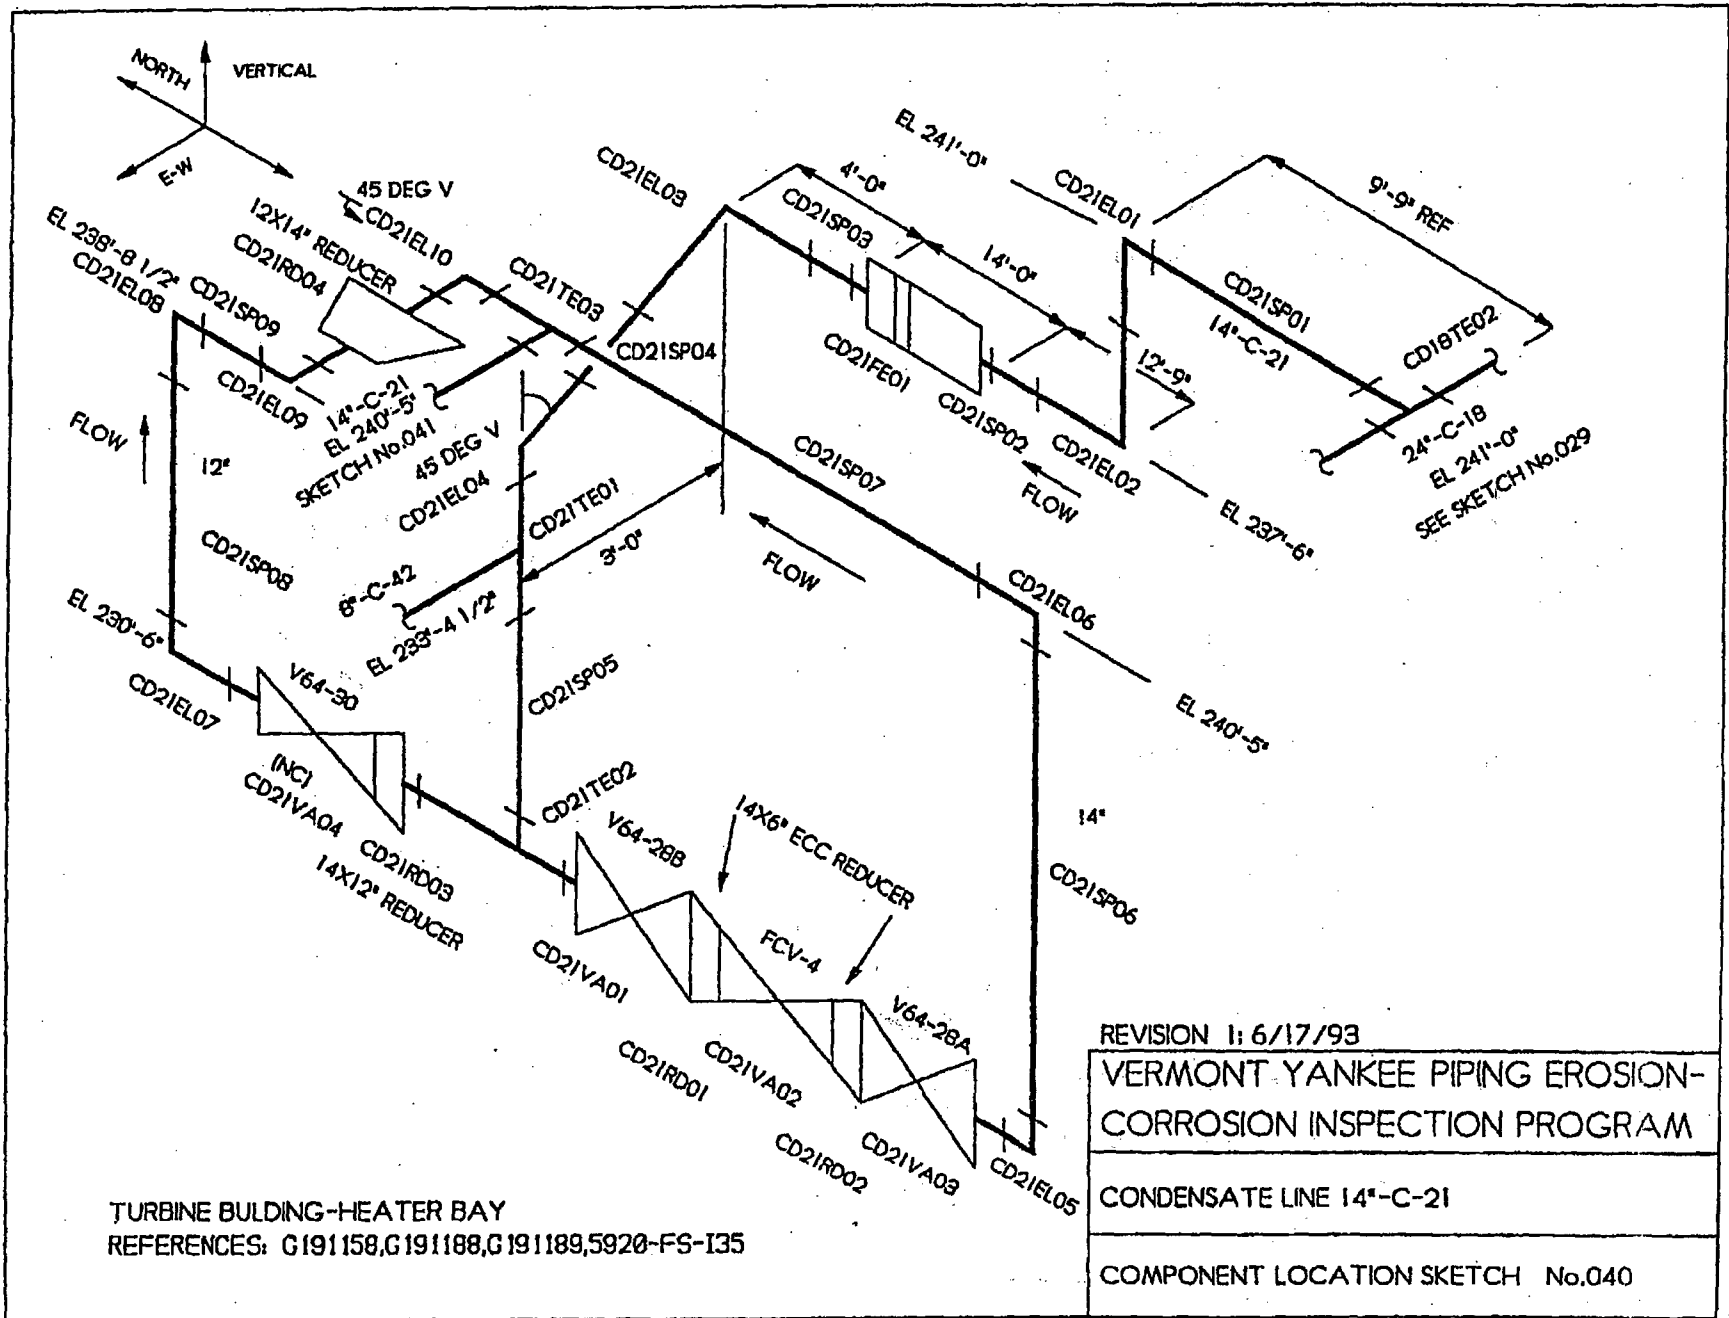 NORTH
VERTICAL
E-W
45 DEG V
CD21EL10
12X14" REDUCER
CD21RD04
EL 238'-8 1/2"
CD21EL08
CD21SP09
CD21TE03
CD21EL03
4'-0"
CD21SP03
EL 241'-0"
CD21EL01
9'-9" REF
14'-0"
CD21SP01
14"-C-21
CD18TE02
CD21SP04
CD21FE01
12'-9"
CD21SP02
CD21EL02
24"-C-18
EL 241'-0"
SEE SKETCH No.029
FLOW
EL 237'-6"
CD21EL09
14"-C-21
EL 240'-5"
SKETCH No.041
45 DEG V
CD21EL04
FLOW
12"
CD21SP07
CD21TE01
3'-0"
FLOW
CD21SP08
8"-C-42
EL 233'-4 1/2"
CD21EL06
EL 230'-6"
CD21EL07
V64-30
CD21SP05
EL 240'-5"
(NC)
CD21VA04
CD21RD03
14X12" REDUCER
CD21TE02
V64-28B
14X6" ECC REDUCER
14"
CD21SP06
CD21VA01
FCV-4
V64-28A
CD21RD01
CD21VA02
CD21RD02
CD21VA03
CD21EL05
REVISION 1: 6/17/93
VERMONT YANKEE PIPING EROSION-
CORROSION INSPECTION PROGRAM
CONDENSATE LINE 14"-C-21
COMPONENT LOCATION SKETCH No.040
TURBINE BULDING-HEATER BAY
REFERENCES: G191158,G191188,G191189,5920-FS-I35